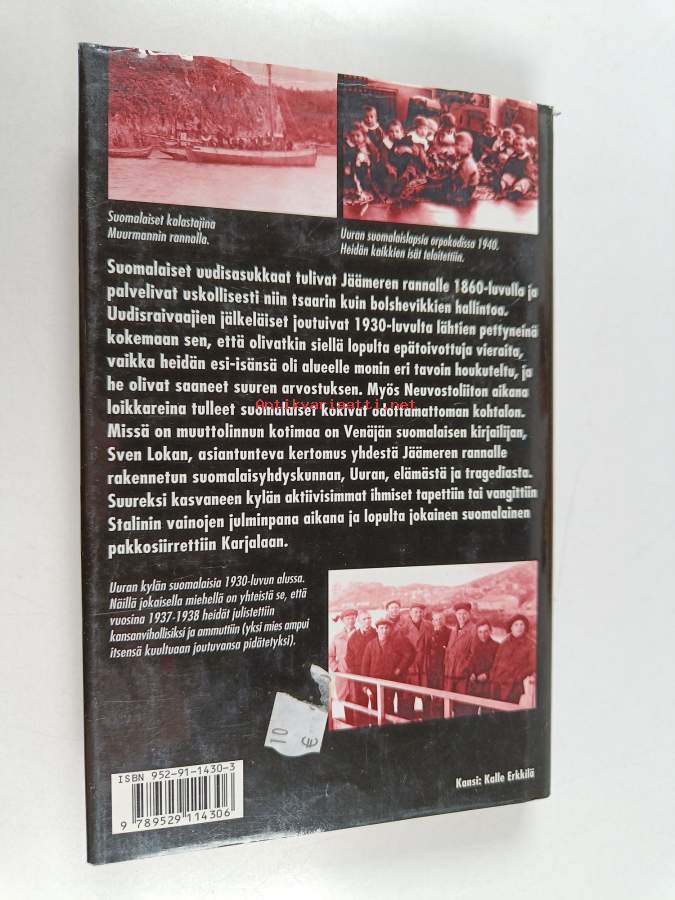 Suomalaiset kalastajina
Muurmannin rannalla.
Uuran suomalaislapsia orpokodissa 1940.
Heidän kaikkien isät teloitettiin.
Suomalaiset uudisasukkaat tulivat Jäämeren rannalle 1860-luvulla ja
palvelivat uskollisesti niin tsaarin kuin bolshevikkien hallintoa.
Uudisraivaajien jälkeläiset joutuivat 1930-luvulta lähtien pettyneinä
kokemaan sen, että olivatkin siellä lopulta epätoivottuja vieraita,
vaikka heidän esi-isänsä oli alueelle monin eri tavoin houkuteltu, ja
he olivat saaneet suuren arvostuksen. Myös Neuvostoliiton aikana
loikkareina tulleet suomalaiset kokivat odottamattoman kohtalon.
Antikvariaatti.net
Missä on muuttolinnun kotimaa on Venäjän suomalaisen kirjailijan,
Sven Lokan, asiantunteva kertomus yhdestä Jäämeren rannalle
rakennetun suomalaisyhdyskunnan, Uuran, elämästä ja tragediasta.
Suureksi kasvaneen kylän aktiivisimmat ihmiset tapettiin tai vangittiin
Stalinin vainojen julminpana aikana ja lopulta jokainen suomalainen
pakkosiirrettiin Karjalaan.
Uuran kylän suomalaisia 1930-luvun alussa.
Näillä jokaisella miehellä on yhteistä se, että
vuosina 1937-1938 heidät julistettiin
kansanvihollisiksi ja ammuttiin (yksi mies ampui
itsensä kuultuaan joutuvansa pidätetyksi).
10 €
ISBN 952-91-1430-3
9 789529 114306
Kansi: Kalle Erkkilä